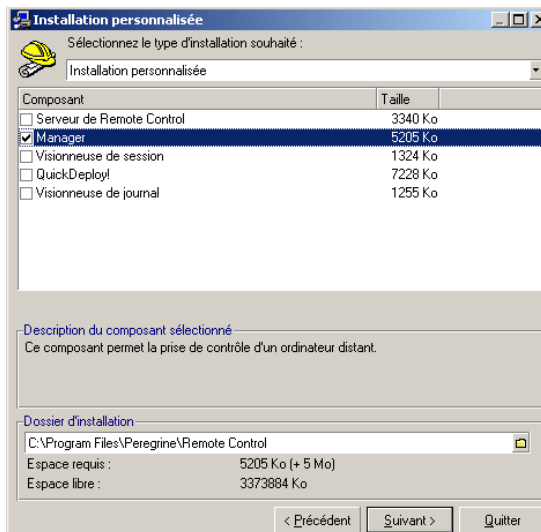 Installation personnalisée
Sélectionnez le type d'installation souhaité :
Installation personnalisée
Composant Taille
Serveur de Remote Control 3340 Ko
Manager 5205 Ko
Visionneuse de session 1324 Ko
QuickDeploy! 7228 Ko
Visionneuse de journal 1255 Ko
Description du composant sélectionné
Ce composant permet la prise de contrôle d'un ordinateur distant.
Dossier d'installation
C:\Program Files\Peregrine\Remote Control
Espace requis : 5205 Ko (+ 5 Mo)
Espace libre : 3373884 Ko
< Précédent Suivant > Quitter